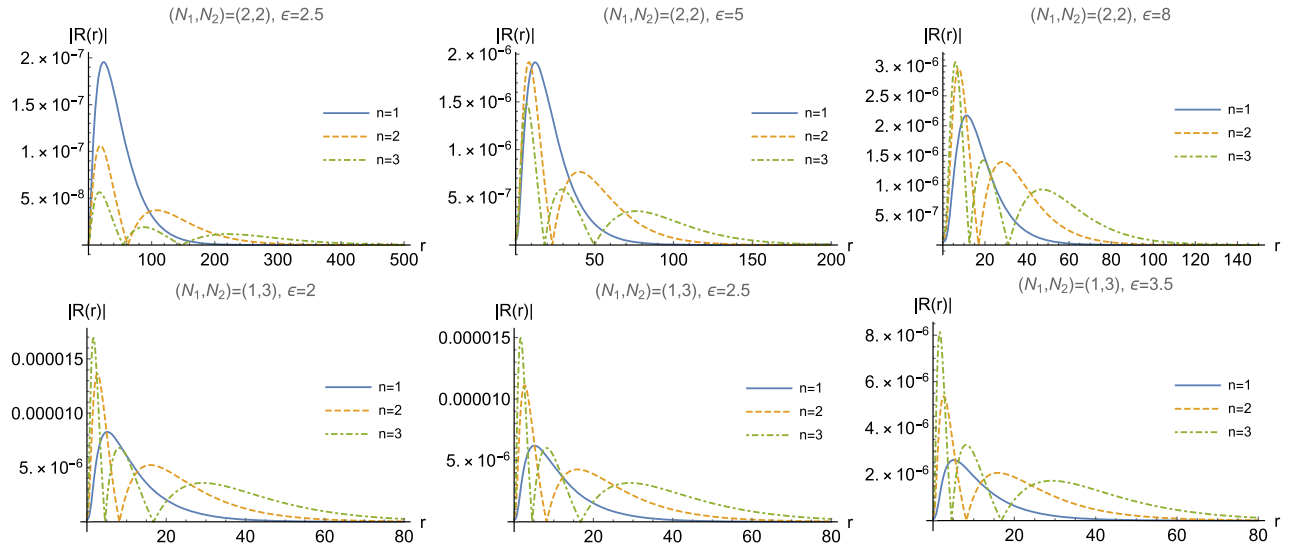 (N₁,N₂)=(2,2), ϵ=2.5
|R(r)|
2. × 10⁻⁷
1.5 × 10⁻⁷
1. × 10⁻⁷
5. × 10⁻⁸
n=1
n=2
n=3
100 200 300 400 500 r
(N₁,N₂)=(2,2), ϵ=5
|R(r)|
2. × 10⁻⁶
1.5 × 10⁻⁶
1. × 10⁻⁶
5. × 10⁻⁷
n=1
n=2
n=3
0 50 100 150 200 r
(N₁,N₂)=(2,2), ϵ=8
|R(r)|
3. × 10⁻⁶
2.5 × 10⁻⁶
2. × 10⁻⁶
1.5 × 10⁻⁶
1. × 10⁻⁶
5. × 10⁻⁷
n=1
n=2
n=3
0 20 40 60 80 100 120 140 r
(N₁,N₂)=(1,3), ϵ=2
|R(r)|
0.000015
0.000010
5. × 10⁻⁶
n=1
n=2
n=3
0 20 40 60 80 r
(N₁,N₂)=(1,3), ϵ=2.5
|R(r)|
0.000015
0.000010
5. × 10⁻⁶
n=1
n=2
n=3
0 20 40 60 80 r
(N₁,N₂)=(1,3), ϵ=3.5
|R(r)|
8. × 10⁻⁶
6. × 10⁻⁶
4. × 10⁻⁶
2. × 10⁻⁶
n=1
n=2
n=3
0 20 40 60 80 r